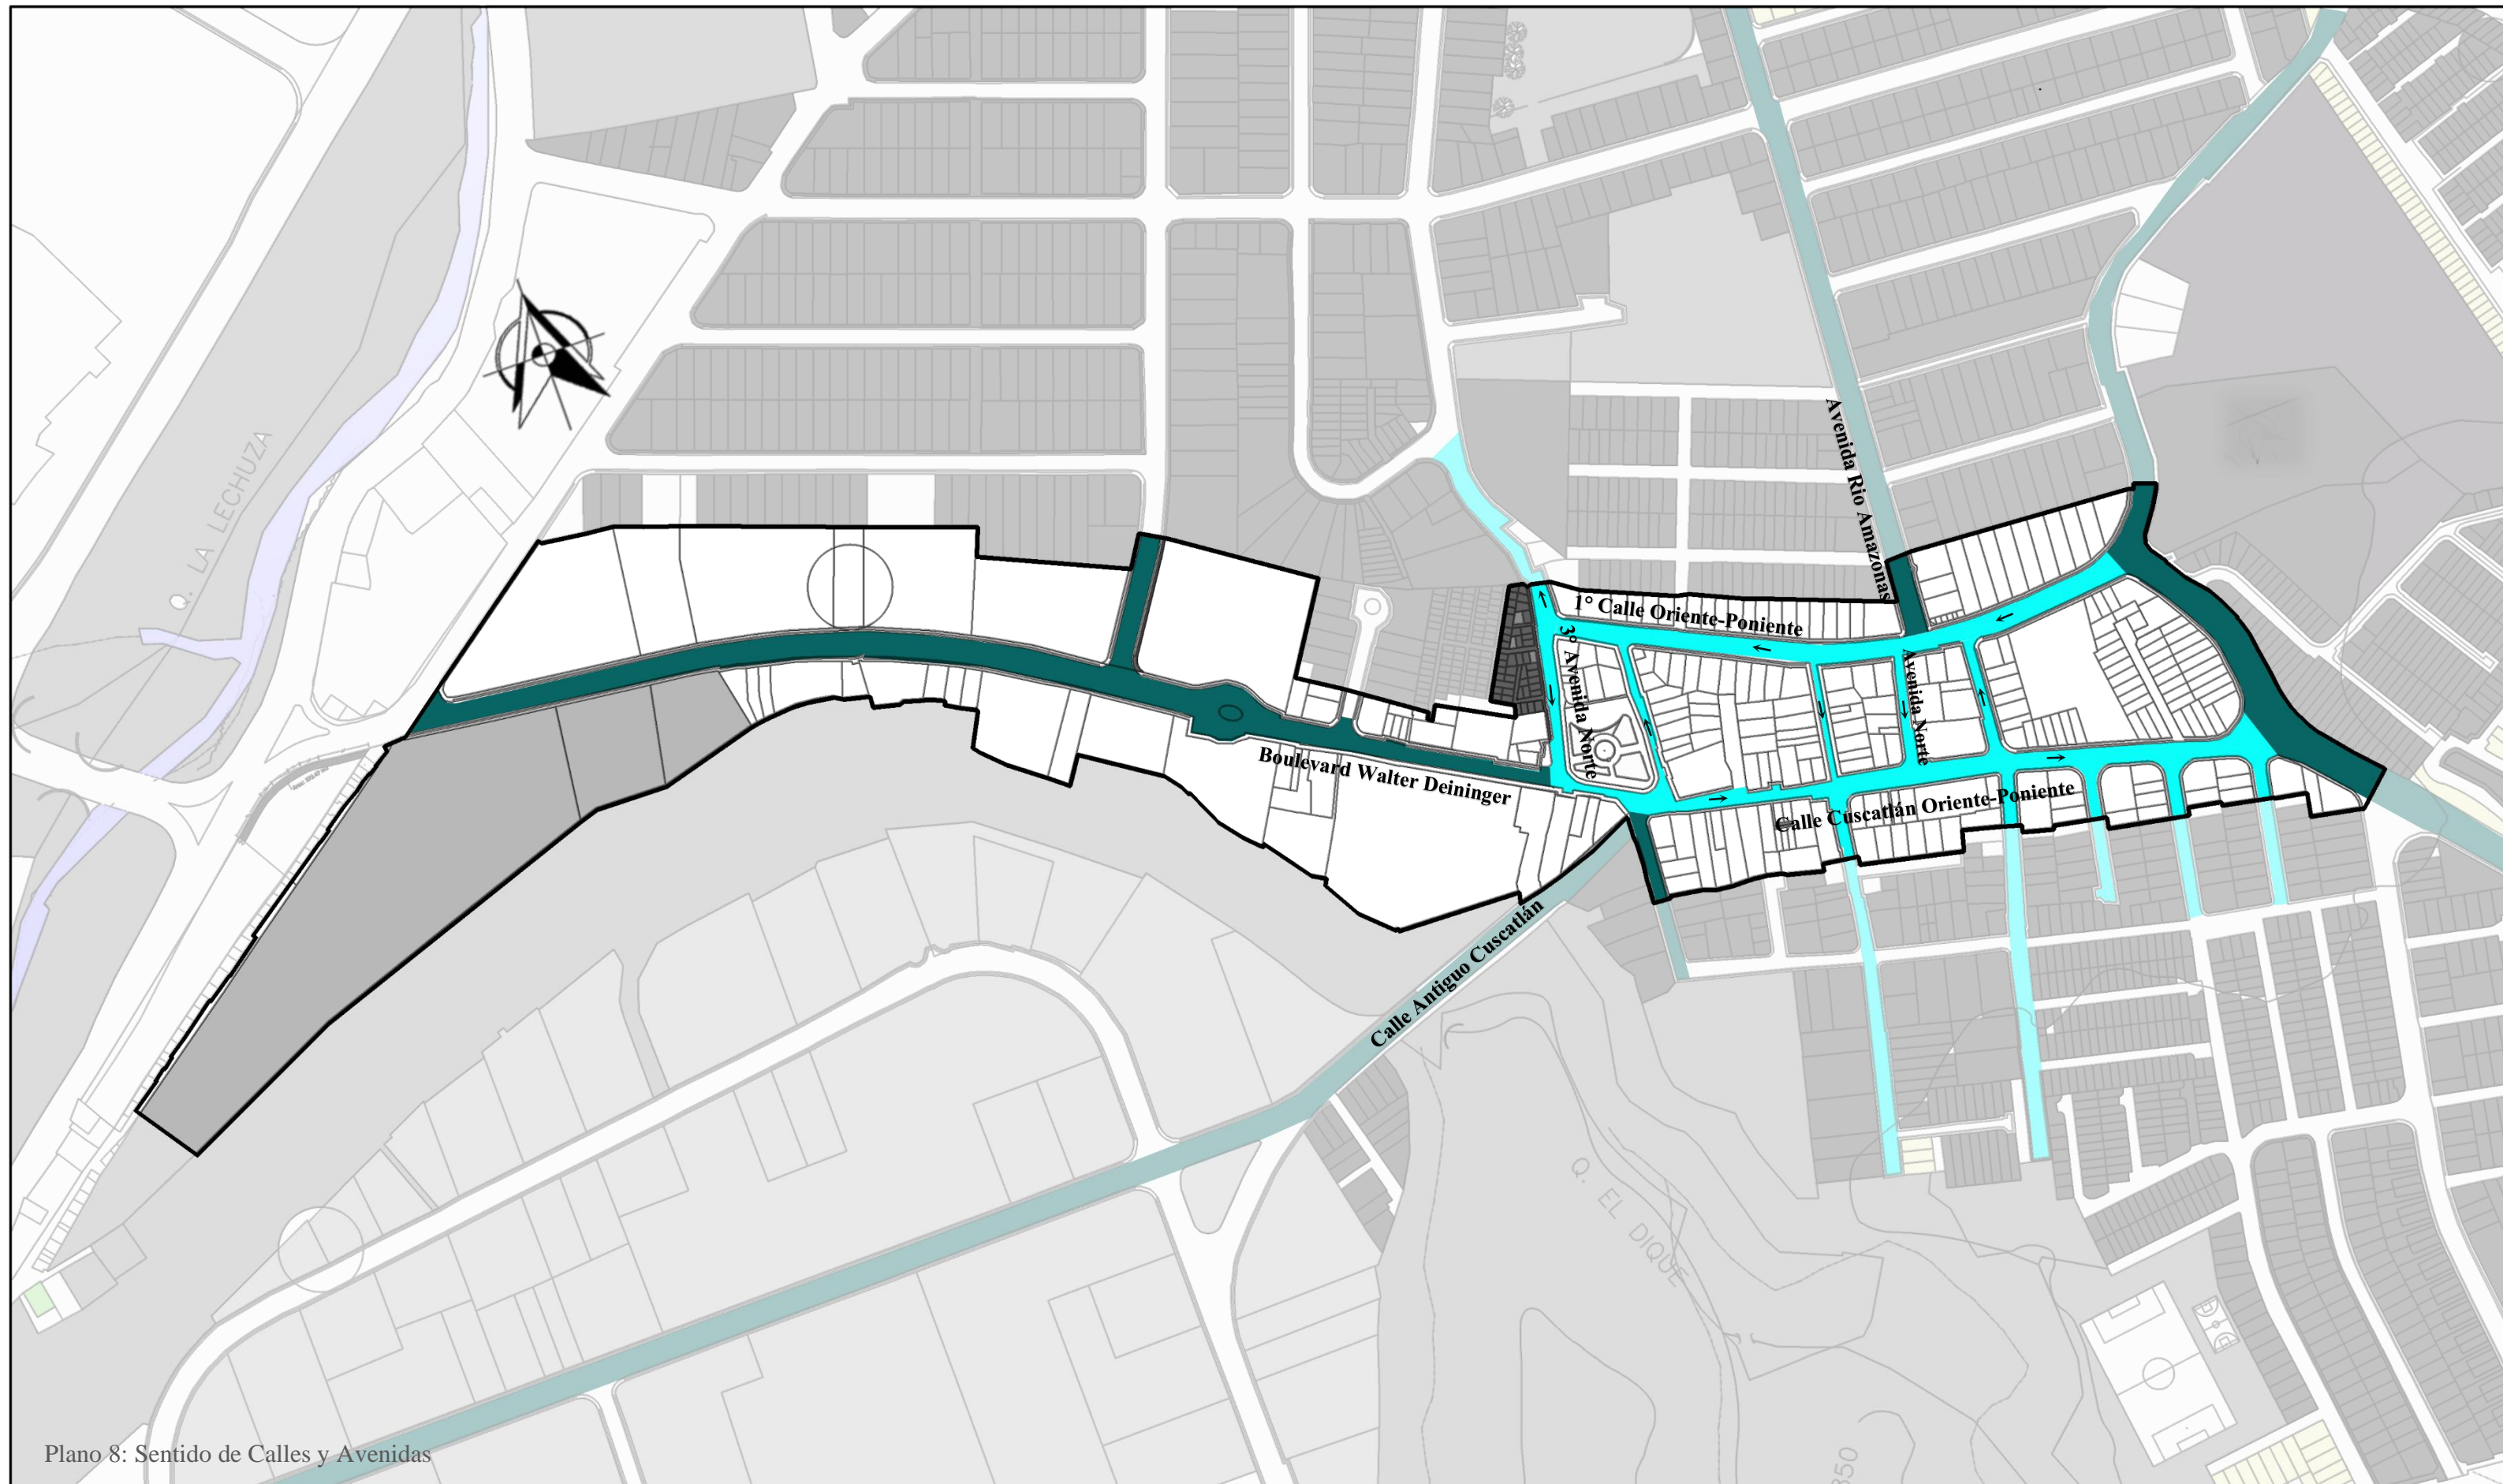 Q. LA LECHUZA
Avenida Rio Amazonas
1° Calle Oriente-Poniente
3° Avenida Norte
Avenida Norte
Boulevard Walter Deininger
Calle Cuscatlán Oriente-Poniente
Calle Antiguo Cuscatlán
Q. EL DIQUE
Plano 8: Sentido de Calles y Avenidas